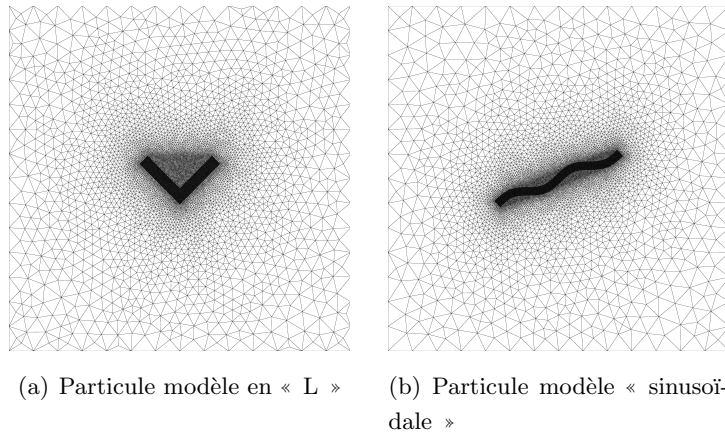 (a) Particule modèle en « L »
(b) Particule modèle « sinusoï-
dale »